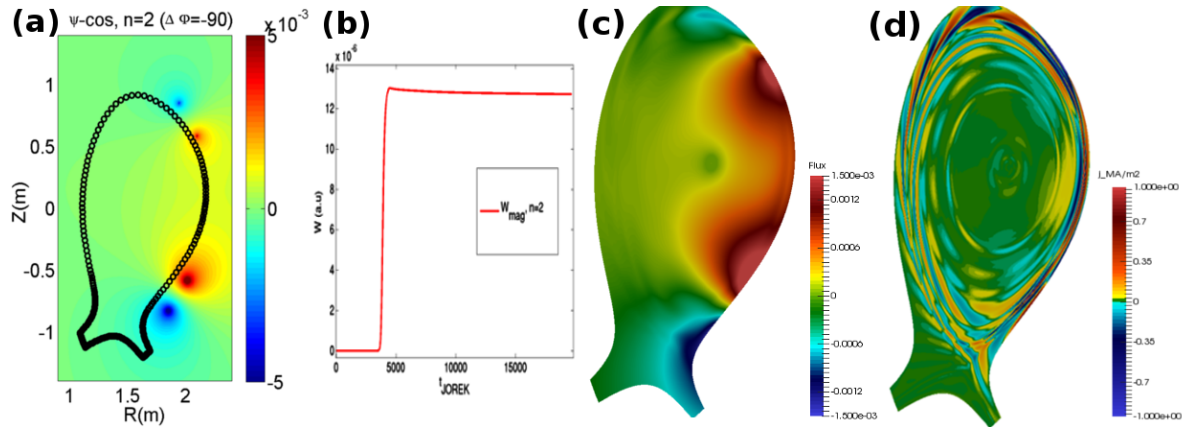 (a)
ψ-cos, n=2 (Δ φ=-90)
x 10⁻³
5
0
-5
1
0.5
0
-0.5
-1
Z(m)
1
1.5
2
R(m)
(b)
x 10⁻⁶
14
12
10
8
6
4
2
0
W (a.u)
W_mag, n=2
0
5000
10000
15000
t_JOREK
(c)
Flux
1.500e-03
0.0012
0.0006
0
-0.0006
-0.0012
-1.500e-03
(d)
J_MA/m2
1.000e+00
0.7
0.35
0
-0.35
-0.7
-1.000e+00